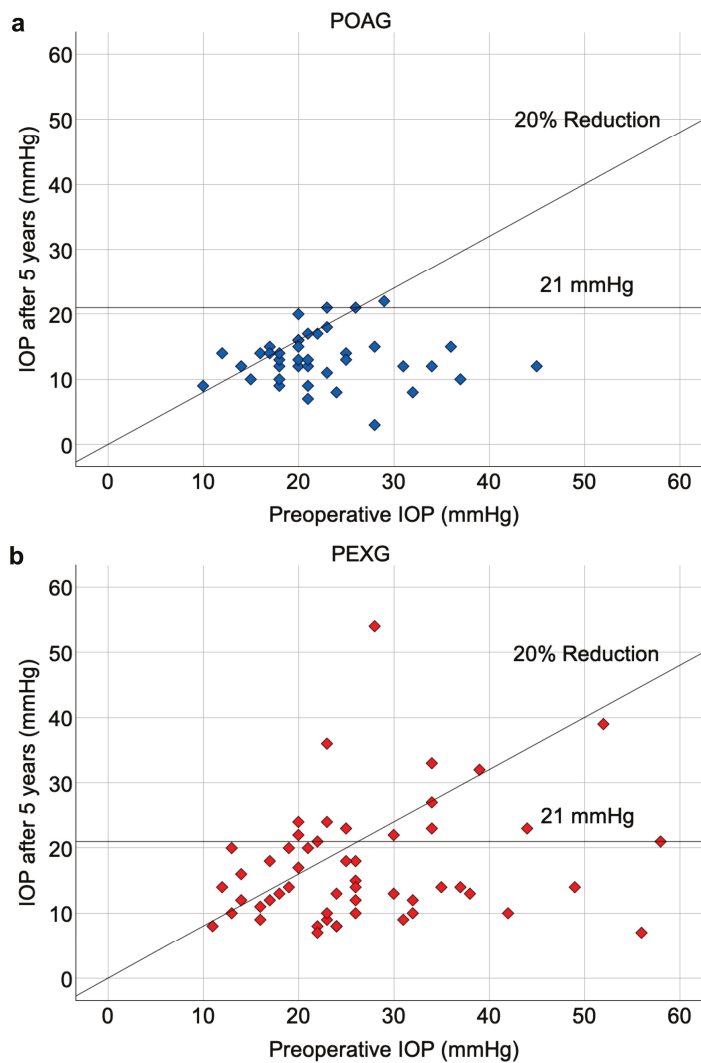 a
POAG
60
50
40
30
20
10
0
IOP after 5 years (mmHg)
20% Reduction
21 mmHg
0 10 20 30 40 50 60
Preoperative IOP (mmHg)
b
PEXG
60
50
40
30
20
10
0
IOP after 5 years (mmHg)
20% Reduction
21 mmHg
0 10 20 30 40 50 60
Preoperative IOP (mmHg)